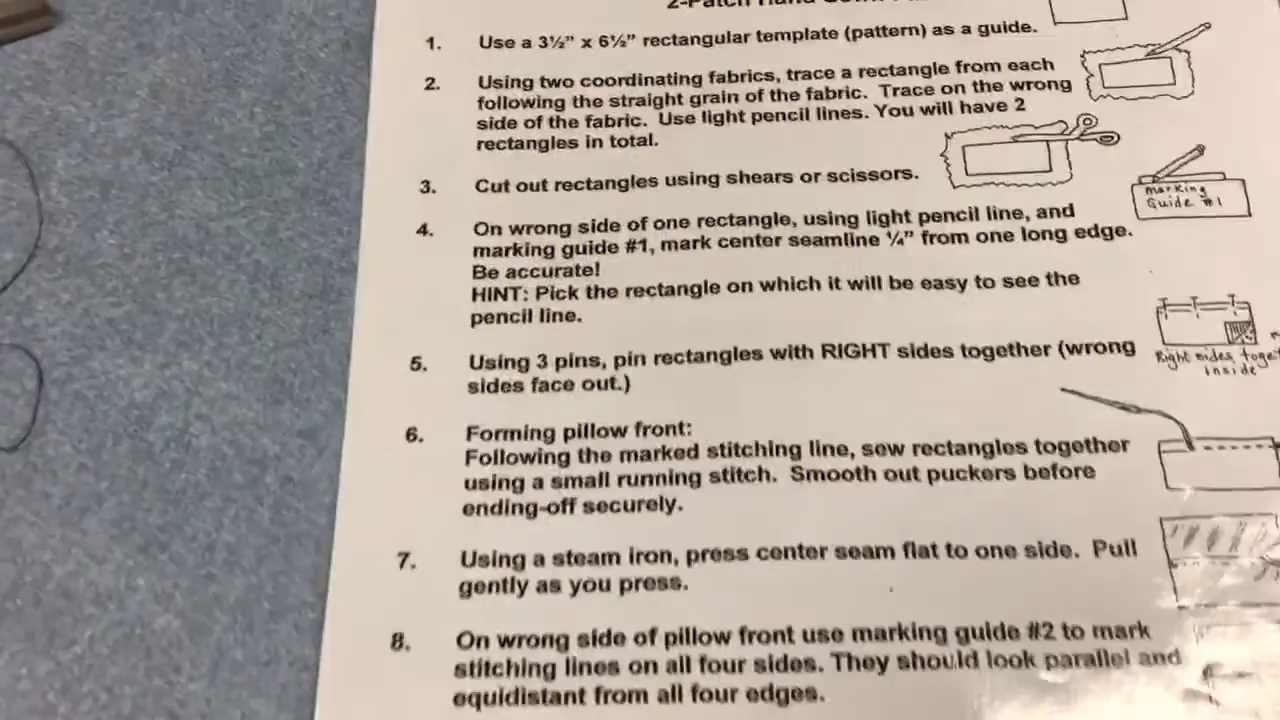 2-Patch Hand
1. Use a 3½” x 6½” rectangular template (pattern) as a guide.
2. Using two coordinating fabrics, trace a rectangle from each
following the straight grain of the fabric. Trace on the wrong
side of the fabric. Use light pencil lines. You will have 2
rectangles in total.
3. Cut out rectangles using shears or scissors.
marking
Guide #1
4. On wrong side of one rectangle, using light pencil line, and
marking guide #1, mark center seamline ¼” from one long edge.
Be accurate!
HINT: Pick the rectangle on which it will be easy to see the
pencil line.
5. Using 3 pins, pin rectangles with RIGHT sides together (wrong
sides face out.)
Right sides
inside
6. Forming pillow front:
Following the marked stitching line, sew rectangles together
using a small running stitch. Smooth out puckers before
ending-off securely.
7. Using a steam iron, press center seam flat to one side. Pull
gently as you press.
8. On wrong side of pillow front use marking guide #2 to mark
stitching lines on all four sides. They should look parallel and
equidistant from all four edges.